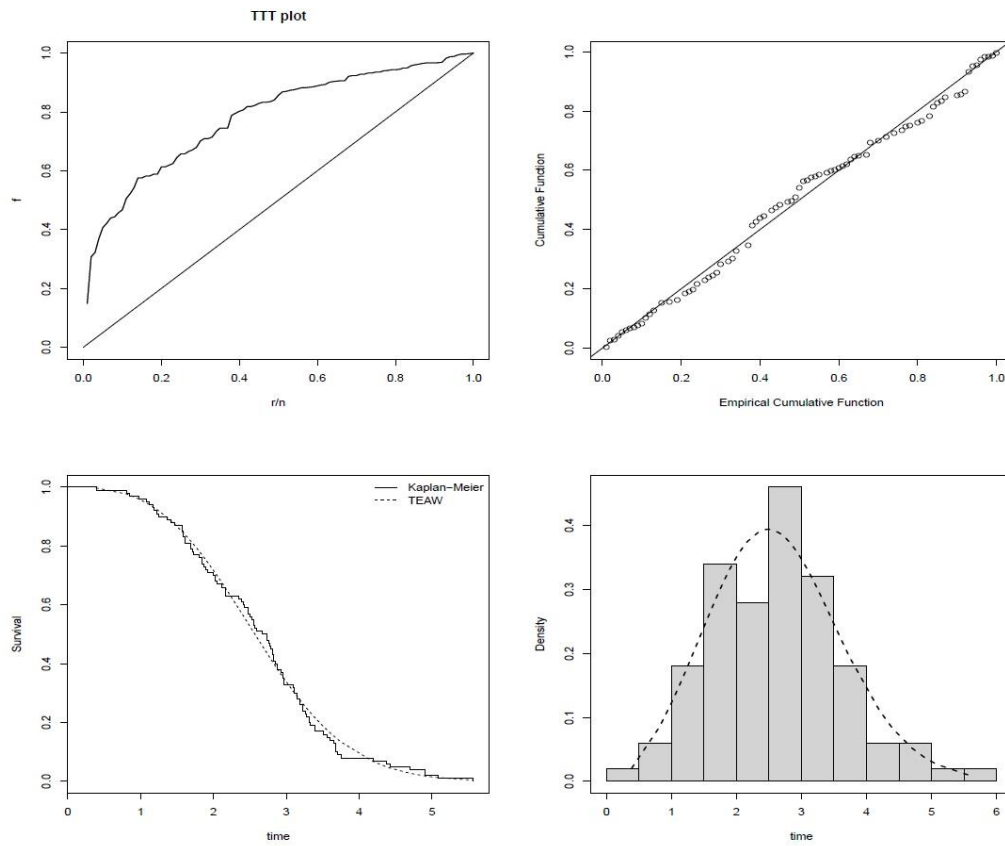 TTT plot
f
1.0
0.8
0.6
0.4
0.2
0.0
0.0 0.2 0.4 0.6 0.8 1.0
r/n
Cumulative Function
1.0
0.8
0.6
0.4
0.2
0.0
0.0 0.2 0.4 0.6 0.8 1.0
Empirical Cumulative Function
Survival
1.0
0.8
0.6
0.4
0.2
0.0
Kaplan−Meier
TEAW
0 1 2 3 4 5
time
Density
0.4
0.3
0.2
0.1
0.0
0 1 2 3 4 5 6
time